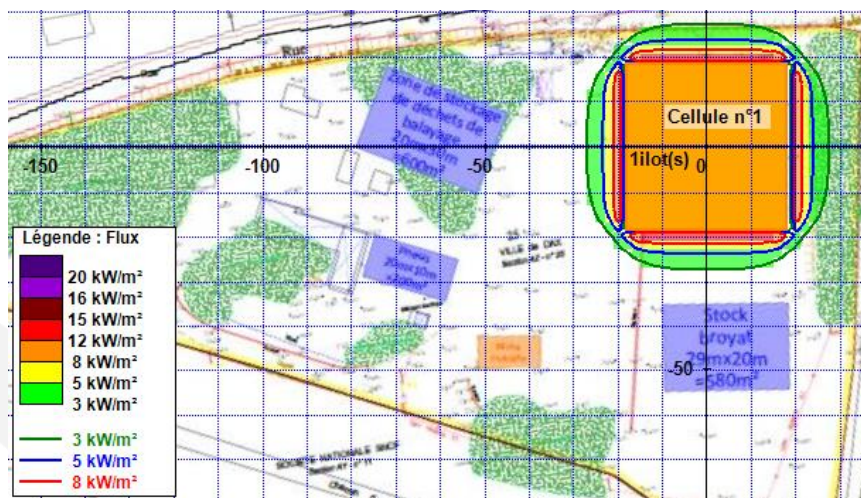 Rue
Zone de stockage
de déchets de
balayage
20mx30m
=600m²
Cellule n°1
-150
-100
-50
1ilot(s)
0
Légende : Flux
20 kW/m²
16 kW/m²
15 kW/m²
12 kW/m²
8 kW/m²
5 kW/m²
3 kW/m²
3 kW/m²
5 kW/m²
8 kW/m²
VILLE de DAX
Stock
broyat
29mx20m
=580m²
-50
SOCIETE NATIONALE SNCF